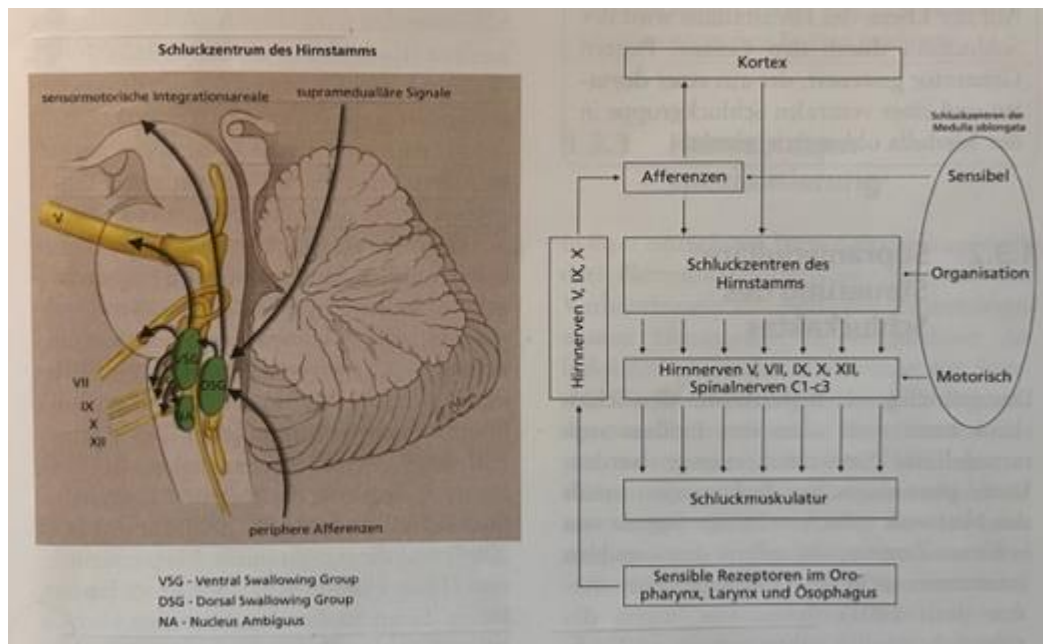 Schluckzentrum des Hirnstamms
sensormotorische Integrationsareale
supramedualläre Signale
V
VSG
DSG
NA
VII
IX
X
XII
periphere Afferenzen
VSG - Ventral Swallowing Group
DSG - Dorsal Swallowing Group
NA - Nucleus Ambiguus
Kortex
Schluckzentren der
Medulla oblongata
Afferenzen
Sensibel
Hirnnerven V, IX, X
Schluckzentren des
Hirnstamms
Organisation
Hirnnerven V, VII, IX, X, XII,
Spinalnerven C1-c3
Motorisch
Schluckmuskulatur
Sensible Rezeptoren im Oro-
pharynx, Larynx und Ösophagus